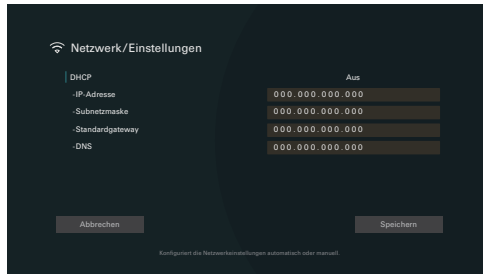 Netzwerk/Einstellungen
DHCP Aus
-IP-Adresse 000.000.000.000
-Subnetzmaske 000.000.000.000
-Standardgateway 000.000.000.000
-DNS 000.000.000.000
Abbrechen Speichern
Konfiguriert die Netzwerkeinstellungen automatisch oder manuell.